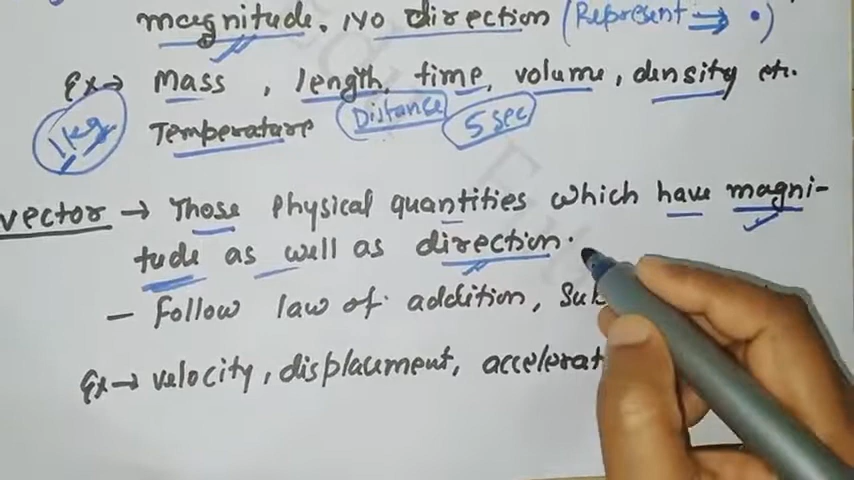 magnitude. No direction (Represent ⇒ •)
Ex → Mass, length, time, volume, density etc.
1kg Temperature Distance 5 sec
vector → Those Physical quantities which have magni-
tude as well as direction.
- Follow law of addition,
Ex → velocity, displacement,